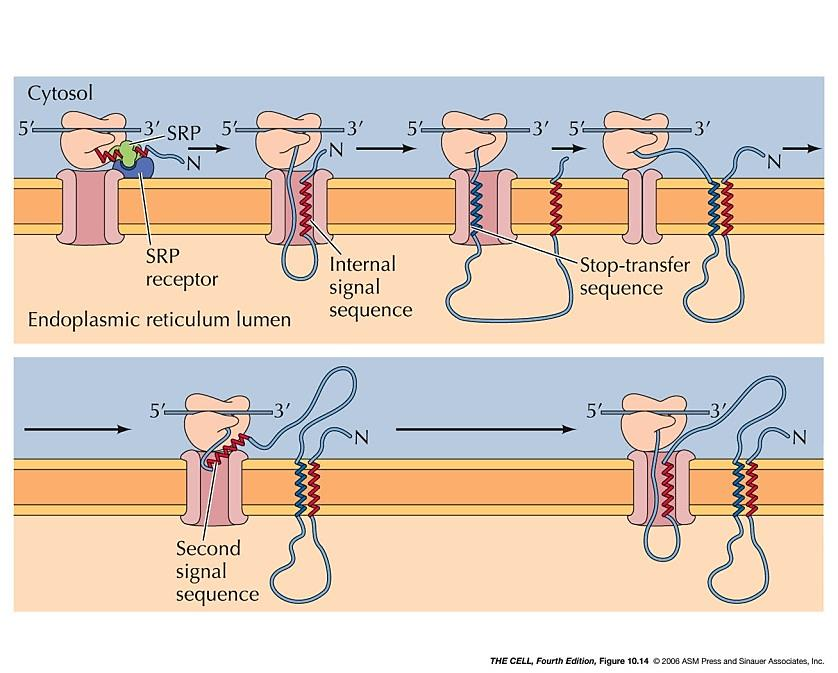 Cytosol
5′ 3′ SRP 5′ 3′ 5′ 3′ 5′ 3′
N N N
SRP
receptor
Internal
signal
sequence
Stop-transfer
sequence
Endoplasmic reticulum lumen
5′ 3′ 5′ 3′
N N
Second
signal
sequence
THE CELL, Fourth Edition, Figure 10.14 © 2006 ASM Press and Sinauer Associates, Inc.